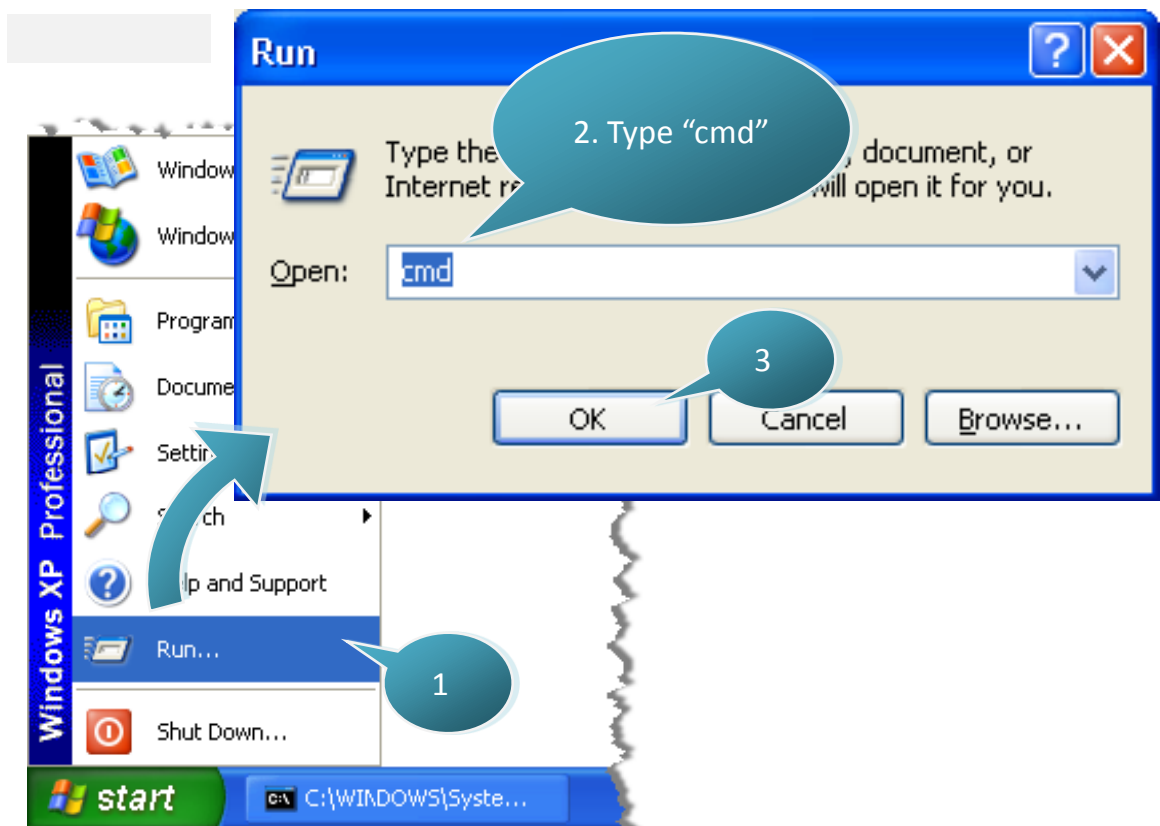 Run
2. Type “cmd”
Type the , document, or
Internet re will open it for you.
Open: cmd
3
OK Cancel Browse...
Windows XP Professional
Window
Window
Program
Docume
Settin
S ch
lp and Support
Run...
1
Shut Down...
start C:\WINDOWS\Syste...